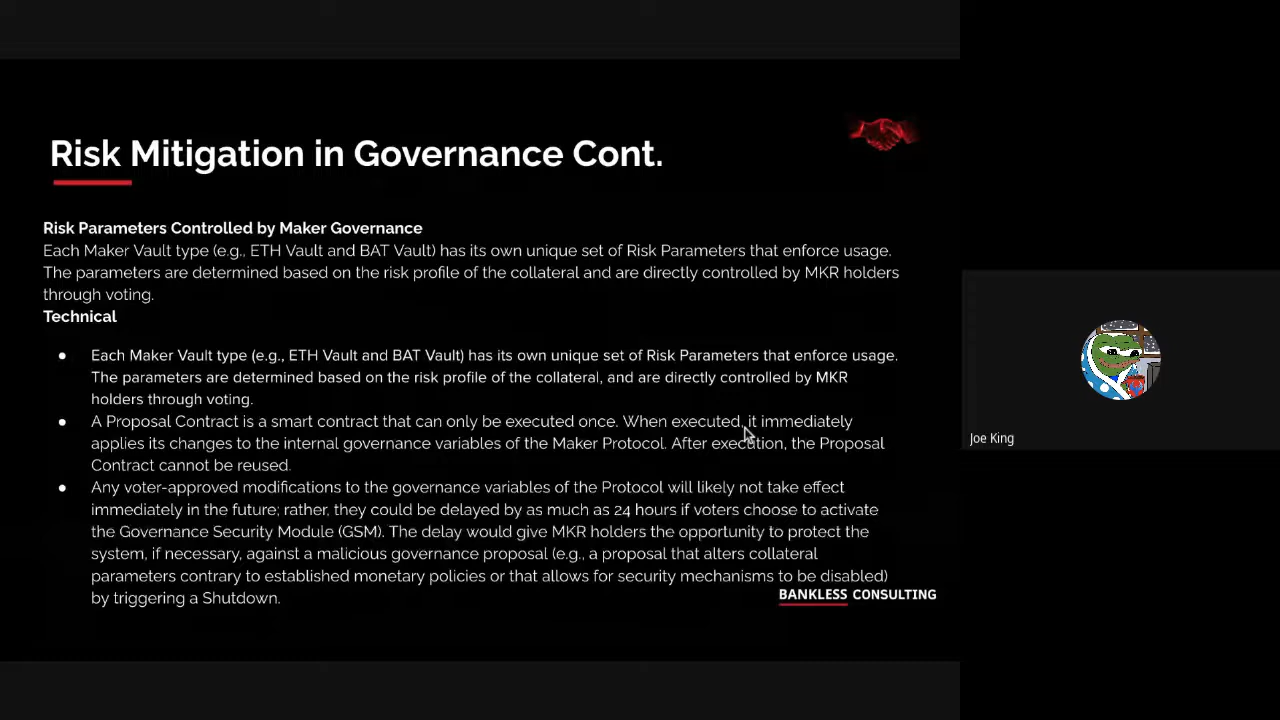 Risk Mitigation in Governance Cont.
Risk Parameters Controlled by Maker Governance
Each Maker Vault type (e.g., ETH Vault and BAT Vault) has its own unique set of Risk Parameters that enforce usage.
The parameters are determined based on the risk profile of the collateral and are directly controlled by MKR holders
through voting.
Technical
● Each Maker Vault type (e.g., ETH Vault and BAT Vault) has its own unique set of Risk Parameters that enforce usage.
The parameters are determined based on the risk profile of the collateral, and are directly controlled by MKR
holders through voting.
● A Proposal Contract is a smart contract that can only be executed once. When executed, it immediately
applies its changes to the internal governance variables of the Maker Protocol. After execution, the Proposal
Contract cannot be reused.
● Any voter-approved modifications to the governance variables of the Protocol will likely not take effect
immediately in the future; rather, they could be delayed by as much as 24 hours if voters choose to activate
the Governance Security Module (GSM). The delay would give MKR holders the opportunity to protect the
system, if necessary, against a malicious governance proposal (e.g., a proposal that alters collateral
parameters contrary to established monetary policies or that allows for security mechanisms to be disabled)
by triggering a Shutdown.
BANKLESS CONSULTING
Joe King